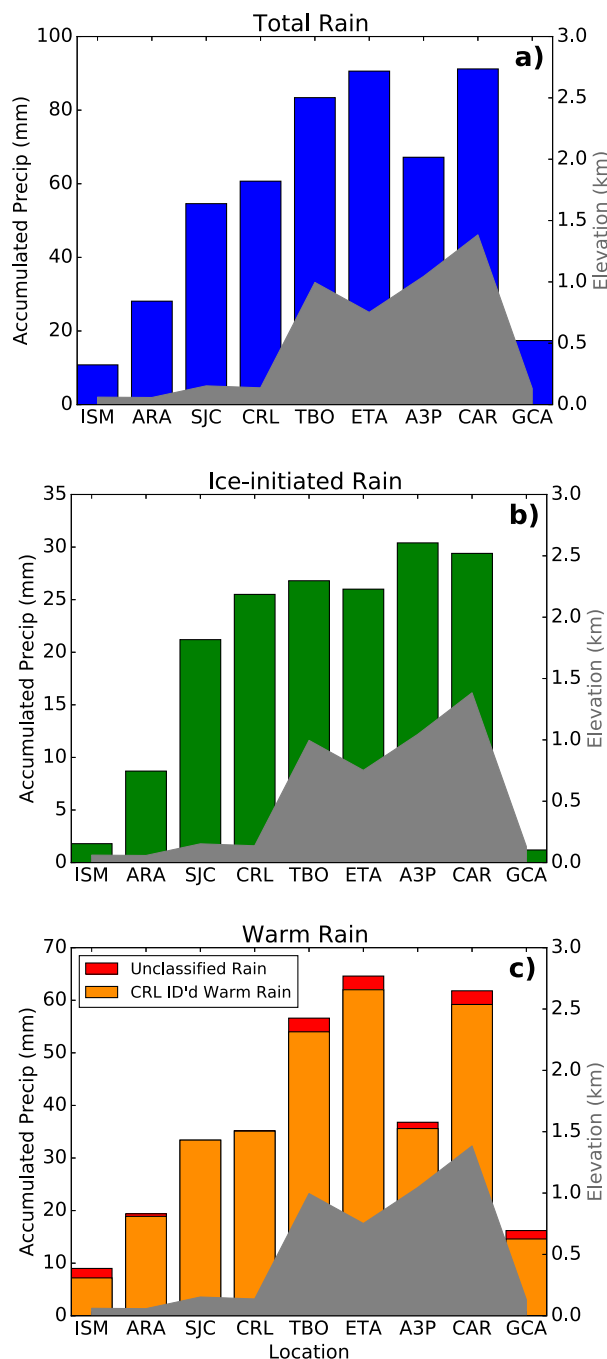 Total Rain
a)
100
80
60
40
20
0
Accumulated Precip (mm)
3.0
2.5
2.0
1.5
1.0
0.5
0.0
Elevation (km)
ISM ARA SJC CRL TBO ETA A3P CAR GCA
Ice-initiated Rain
b)
35
30
25
20
15
10
5
0
Accumulated Precip (mm)
3.0
2.5
2.0
1.5
1.0
0.5
0.0
Elevation (km)
ISM ARA SJC CRL TBO ETA A3P CAR GCA
Warm Rain
c)
Unclassified Rain
CRL ID'd Warm Rain
70
60
50
40
30
20
10
0
Accumulated Precip (mm)
3.0
2.5
2.0
1.5
1.0
0.5
0.0
Elevation (km)
ISM ARA SJC CRL TBO ETA A3P CAR GCA
Location